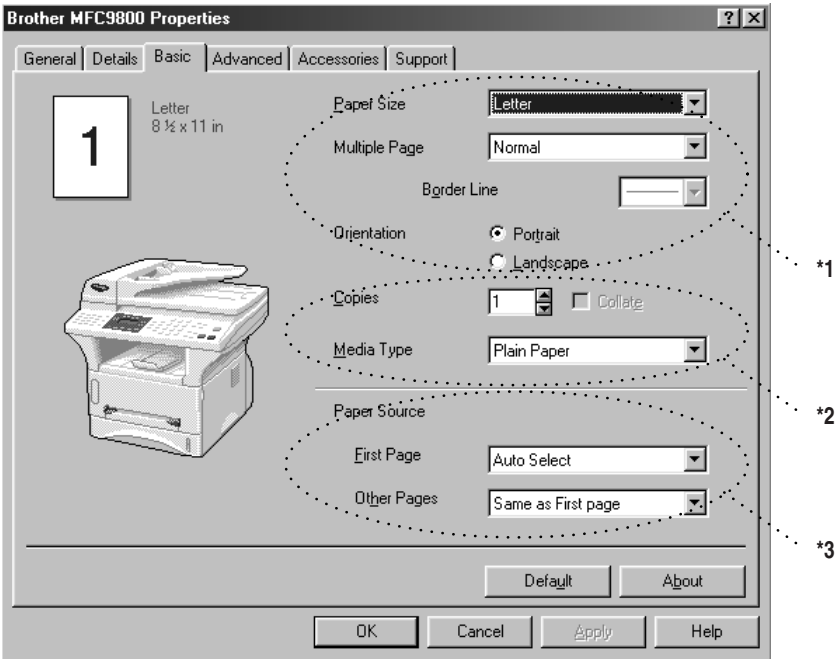 Brother MFC9800 Properties
General Details Basic Advanced Accessories Support
1
Letter
8 ½ x 11 in
Paper Size Letter
Multiple Page Normal
Border Line
Orientation Portrait
Landscape
*1
Copies 1 Collate
Media Type Plain Paper
*2
Paper Source
First Page Auto Select
Other Pages Same as First page
*3
Default About
OK Cancel Apply Help